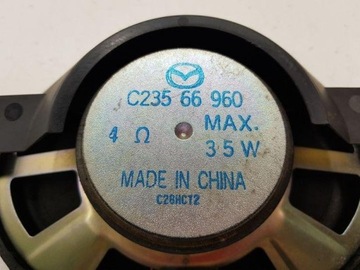 C235 66 960
4 Ω MAX.
35W
MADE IN CHINA
C28HCT2